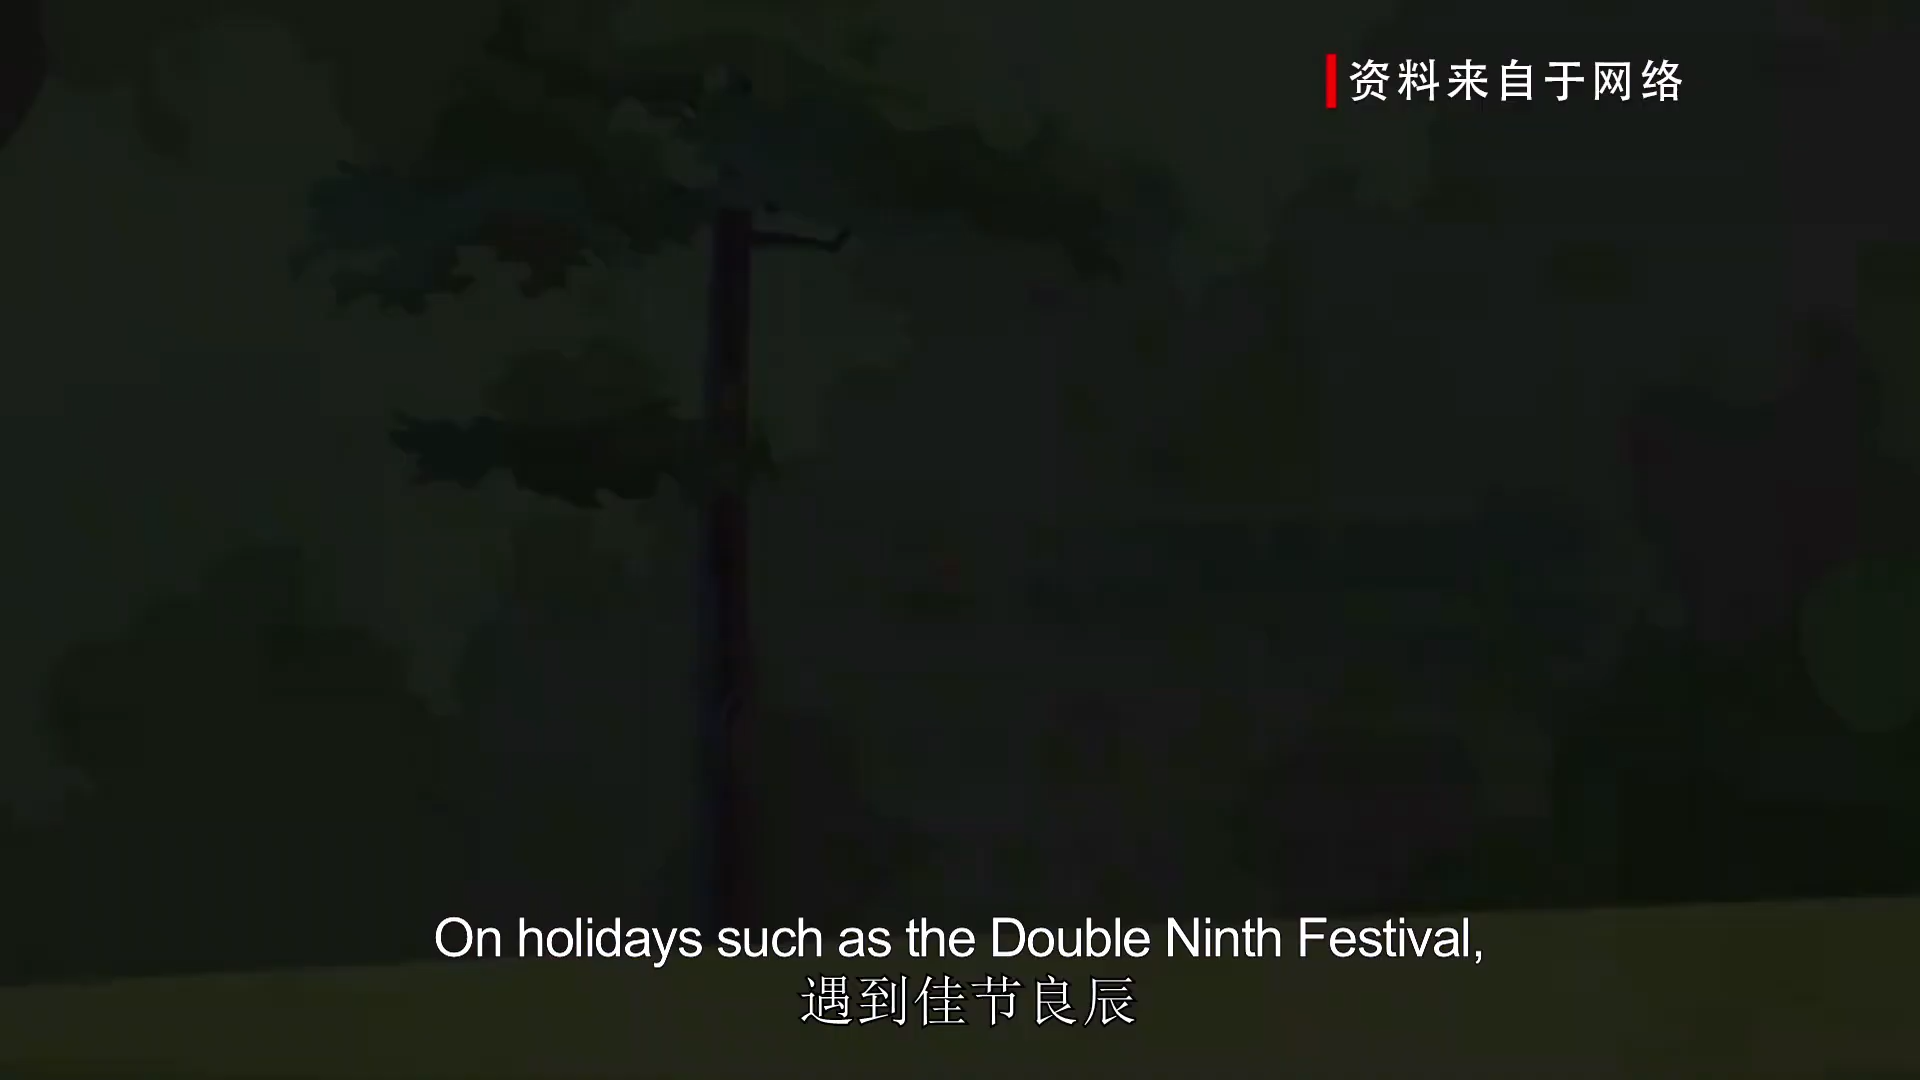 资料来自于网络
On holidays such as the Double Ninth Festival,
遇到佳节良辰